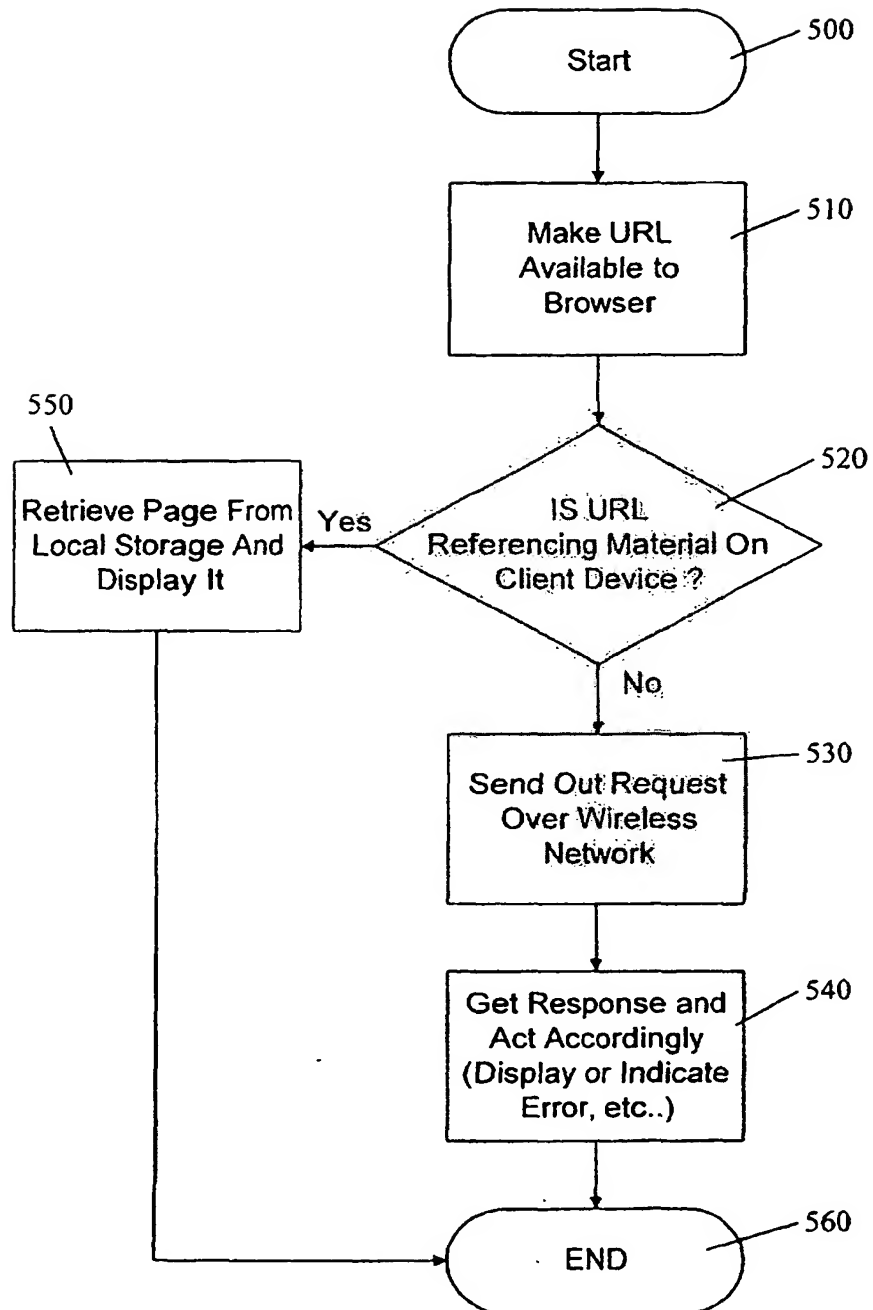 Start
500
Make URL
Available to
Browser
510
IS URL
Referencing Material On
Client Device ?
520
Yes
550
Retrieve Page From
Local Storage And
Display It
No
Send Out Request
Over Wireless
Network
530
Get Response and
Act Accordingly
(Display or Indicate
Error, etc..)
540
END
560